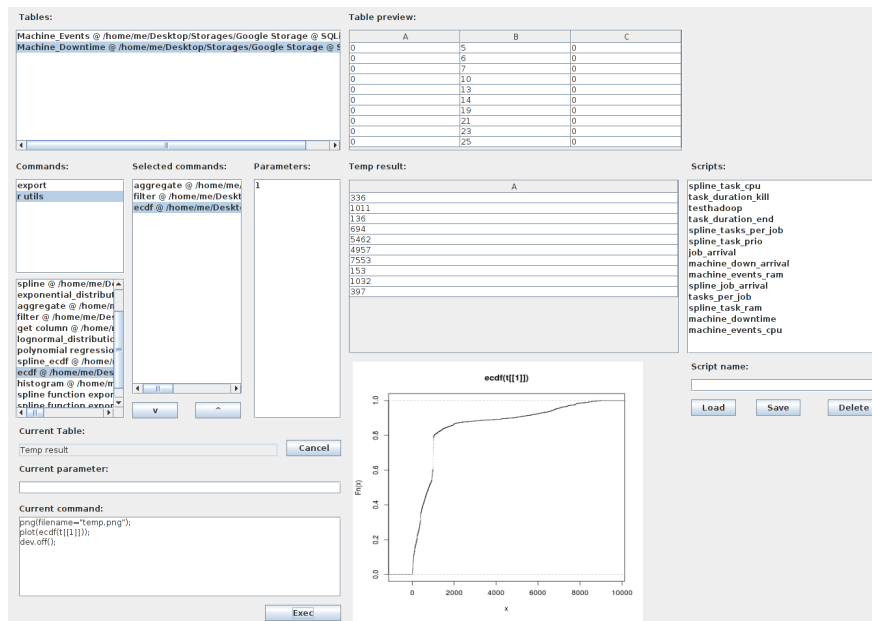 Tables:
Table preview:
Machine_Events @ /home/me/Desktop/Storages/Google Storage @ SQLi
Machine_Downtime @ /home/me/Desktop/Storages/Google Storage @ S
A B C
0 5 0
0 6 0
0 7 0
0 10 0
0 13 0
0 14 0
0 19 0
0 21 0
0 23 0
0 25 0
Commands:
Selected commands:
Parameters:
Temp result:
Scripts:
export
r utils
aggregate @ /home/me/
filter @ /home/me/Deskt
ecdf @ /home/me/Deskt
1
A
336
1011
136
694
5462
4957
7553
153
1032
397
spline_task_cpu
task_duration_kill
testhadoop
task_duration_end
spline_tasks_per_job
spline_task_prio
job_arrival
machine_down_arrival
machine_events_ram
spline_job_arrival
tasks_per_job
spline_task_ram
machine_downtime
machine_events_cpu
spline @ /home/me/De
exponential_distribut
aggregate @ /home/m
filter @ /home/me/Des
get column @ /home
lognormal_distributic
polynomial regressio
spline_ecdf @ /home/
ecdf @ /home/me/Des
histogram @ /home/m
spline function expor
spline function expor
v ^
Script name:
Load Save Delete
Current Table:
Temp result
Cancel
Current parameter:
Current command:
png(filename="temp.png");
plot(ecdf(t[[1]]));
dev.off();
Exec
ecdf(t[[1]])
Fn(x)
1.0
0.8
0.6
0.4
0.2
0.0
0 2000 4000 6000 8000 10000
x